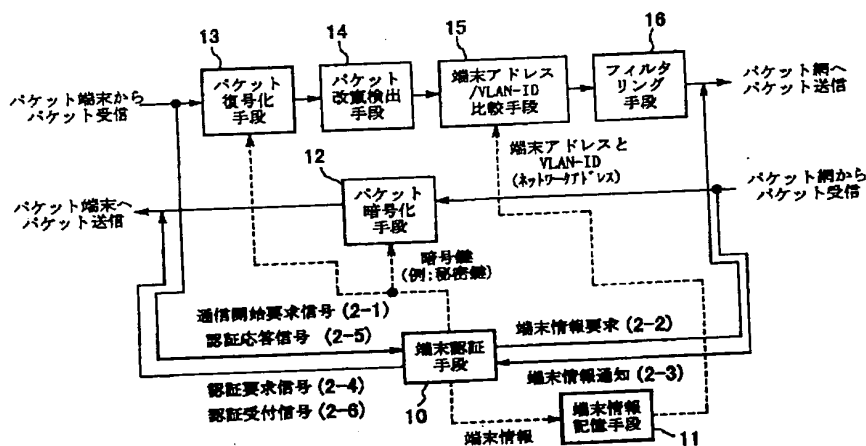 13
14
15
16
パケット端末から
パケット受信
パケット
復号化
手段
パケット
改竄検出
手段
端末アドレス
/VLAN-ID
比較手段
フィルタ
リング
手段
パケット網へ
パケット送信
12
端末アドレスと
VLAN-ID
(ネットワークアドレス)
パケット端末へ
パケット送信
パケット
暗号化
手段
パケット網から
パケット受信
暗号鍵
(例:秘密鍵)
通信開始要求信号(2-1)
認証応答信号 (2-5)
端末認証
手段
端末情報要求(2-2)
認証要求信号(2-4)
認証受付信号(2-6)
10
端末情報通知(2-3)
端末情報
端末情報
記憶手段
11